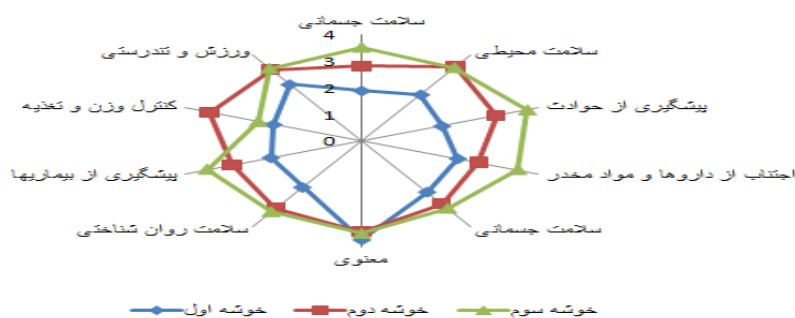 سلامت جسمانی
سلامت محیطی
پیشگیری از حوادث
اجتناب از داروها و مواد مخدر
سلامت جسمانی
معنوی
سلامت روان شناختی
پیشگیری از بیماریها
کنترل وزن و تغذیه
ورزش و تندرستی
4
3
2
1
0
خوشه اول
خوشه دوم
خوشه سوم